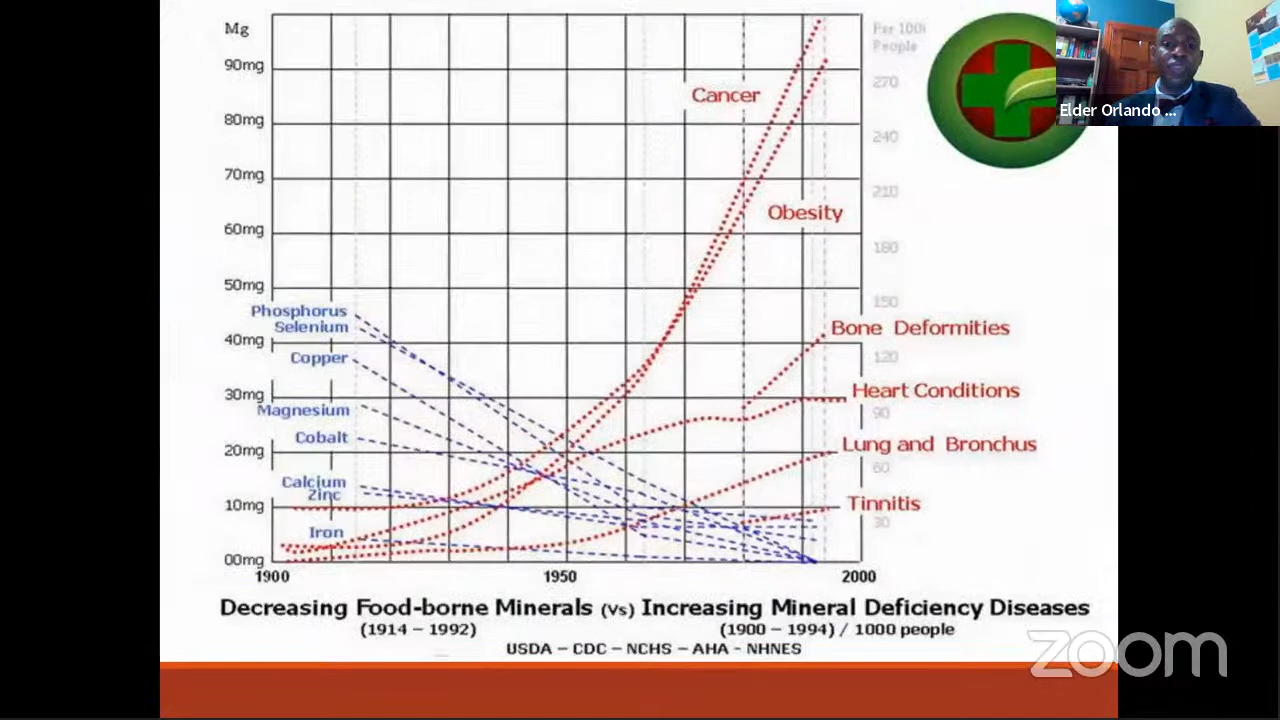 Mg
Per 1000
People
90mg
270
Cancer
Elder Orlando ...
80mg
240
70mg
210
60mg
Obesity
180
50mg
150
Phosphorus
Selenium
Bone Deformities
40mg
120
Copper
30mg
Heart Conditions
90
Magnesium
Cobalt
20mg
Lung and Bronchus
60
Calcium
Zinc
10mg
Tinnitis
30
Iron
00mg
1900
1950
2000
Decreasing Food-borne Minerals (Vs) Increasing Mineral Deficiency Diseases
(1914 – 1992)
(1900 – 1994) / 1000 people
USDA – CDC – NCHS – AHA - NHNES
zoom